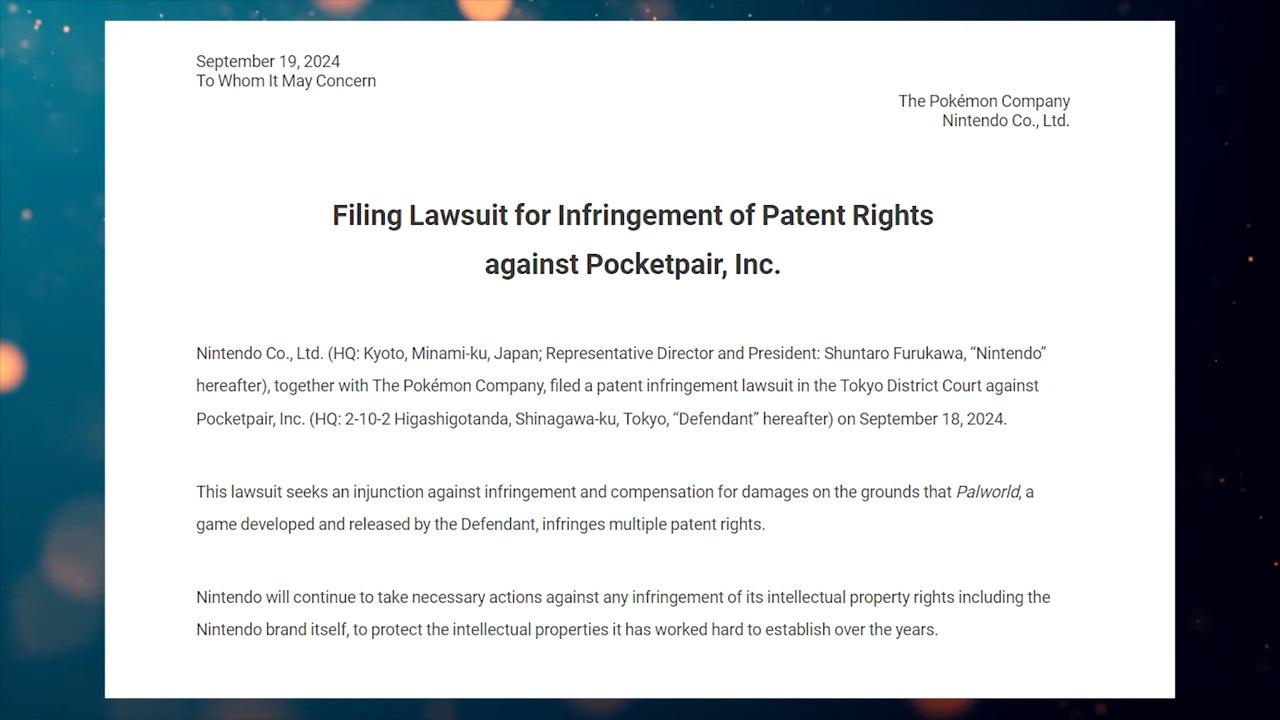 September 19, 2024
To Whom It May Concern
The Pokémon Company
Nintendo Co., Ltd.
Filing Lawsuit for Infringement of Patent Rights
against Pocketpair, Inc.
Nintendo Co., Ltd. (HQ: Kyoto, Minami-ku, Japan; Representative Director and President: Shuntaro Furukawa, “Nintendo”
hereafter), together with The Pokémon Company, filed a patent infringement lawsuit in the Tokyo District Court against
Pocketpair, Inc. (HQ: 2-10-2 Higashigotanda, Shinagawa-ku, Tokyo, “Defendant” hereafter) on September 18, 2024.
This lawsuit seeks an injunction against infringement and compensation for damages on the grounds that Palworld, a
game developed and released by the Defendant, infringes multiple patent rights.
Nintendo will continue to take necessary actions against any infringement of its intellectual property rights including the
Nintendo brand itself, to protect the intellectual properties it has worked hard to establish over the years.